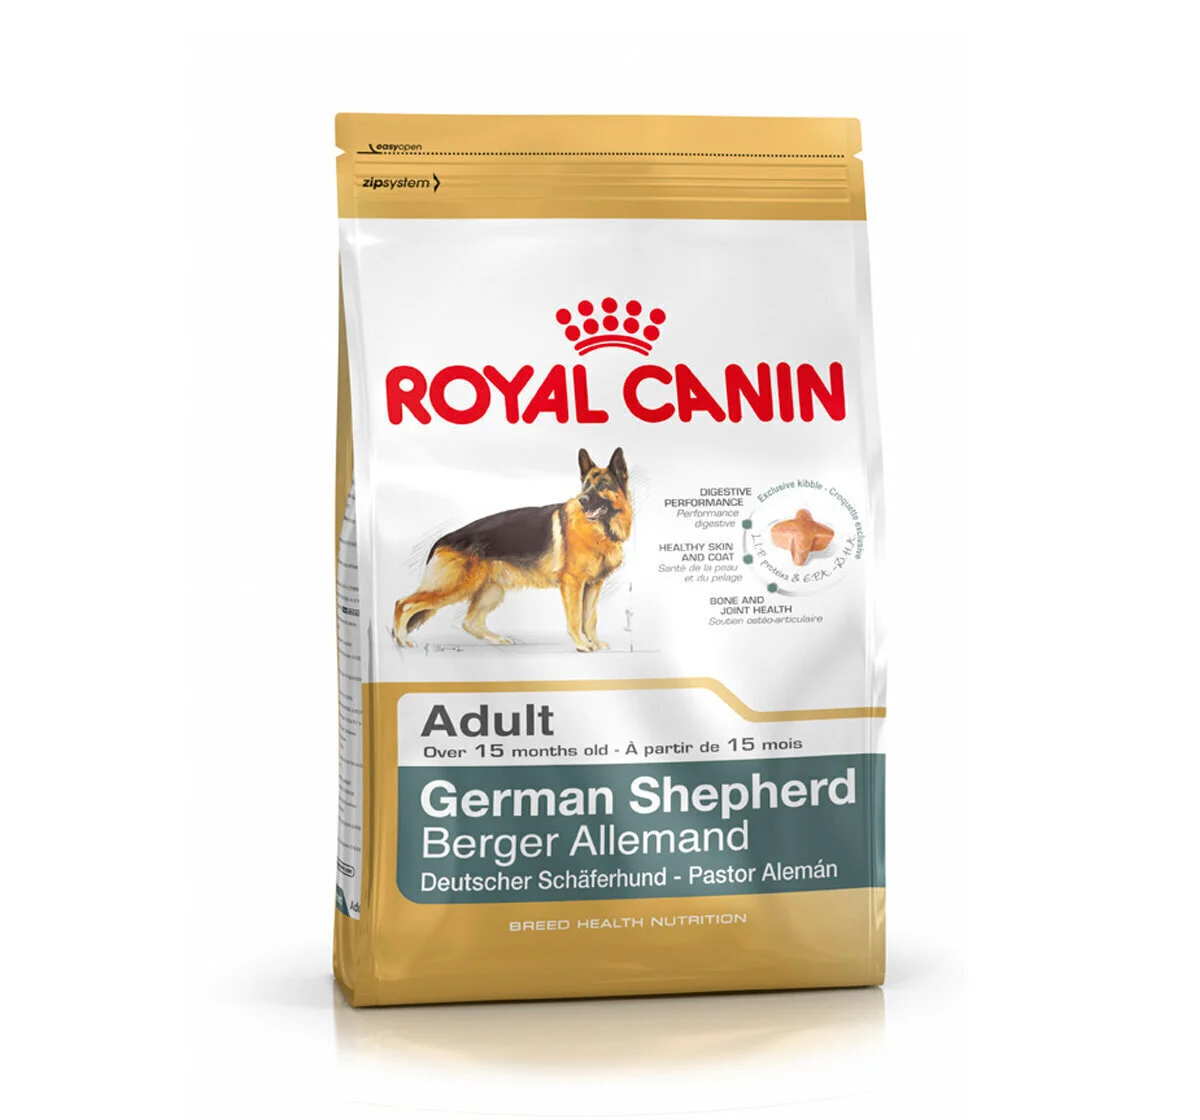 easyopen
zipsystem
ROYAL CANIN
DIGESTIVE
PERFORMANCE
Performance
digestive
HEALTHY SKIN
AND COAT
Santé de la peau
et du pelage
BONE AND
JOINT HEALTH
Soutien ostéo-articulaire
Exclusive kibble - Croquette exclusive
L.I.P. protéins & E.P.A. - D.H.A.
Adult
Over 15 months old - À partir de 15 mois
German Shepherd
Berger Allemand
Deutscher Schäferhund - Pastor Alemán
BREED HEALTH NUTRITION